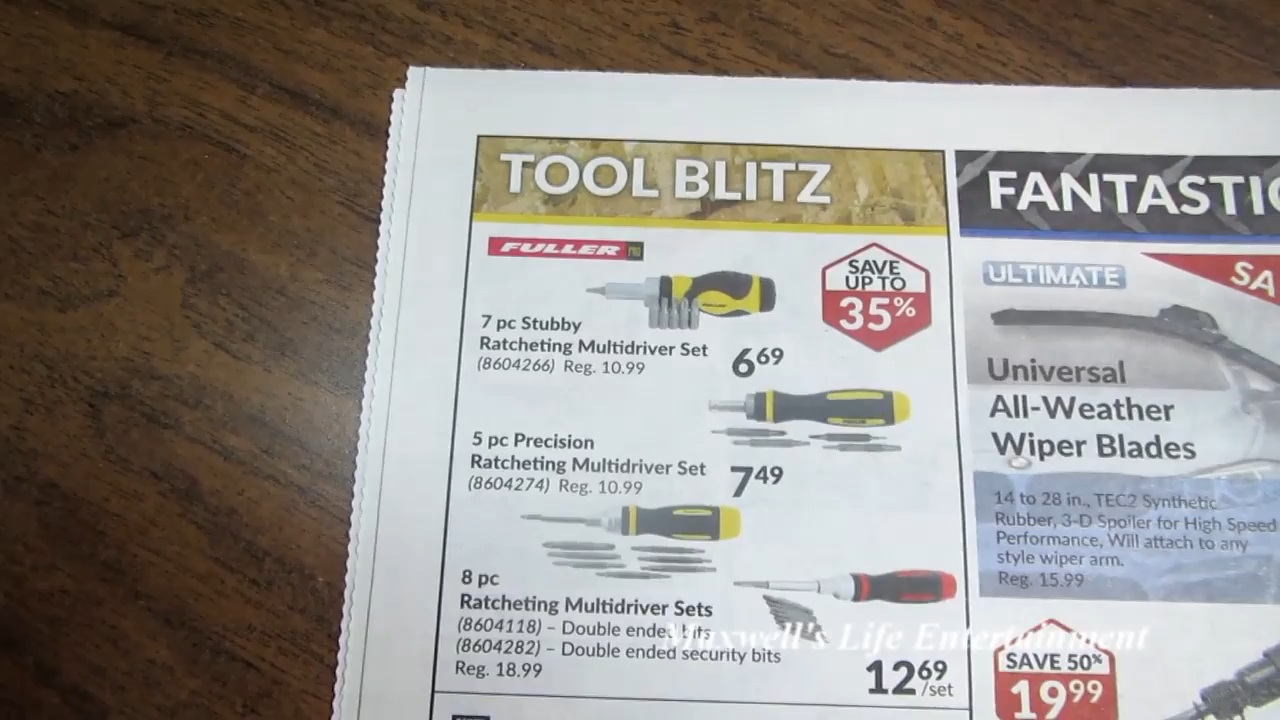 TOOL BLITZ
FULLER PRO
SAVE
UP TO
35%
7 pc Stubby
Ratcheting Multidriver Set
(8604266) Reg. 10.99
6 69
5 pc Precision
Ratcheting Multidriver Set
(8604274) Reg. 10.99
7 49
8 pc
Ratcheting Multidriver Sets
(8604118) – Double ended bits
(8604282) – Double ended security bits
Reg. 18.99
12 69
/set
FANTASTIC
ULTIMATE
SA
Universal
All-Weather
Wiper Blades
14 to 28 in., TEC2 Synthetic
Rubber, 3-D Spoiler for High Speed
Performance, Will attach to any
style wiper arm.
Reg. 15.99
SAVE 50%
19 99
Maxwell's Life Entertainment